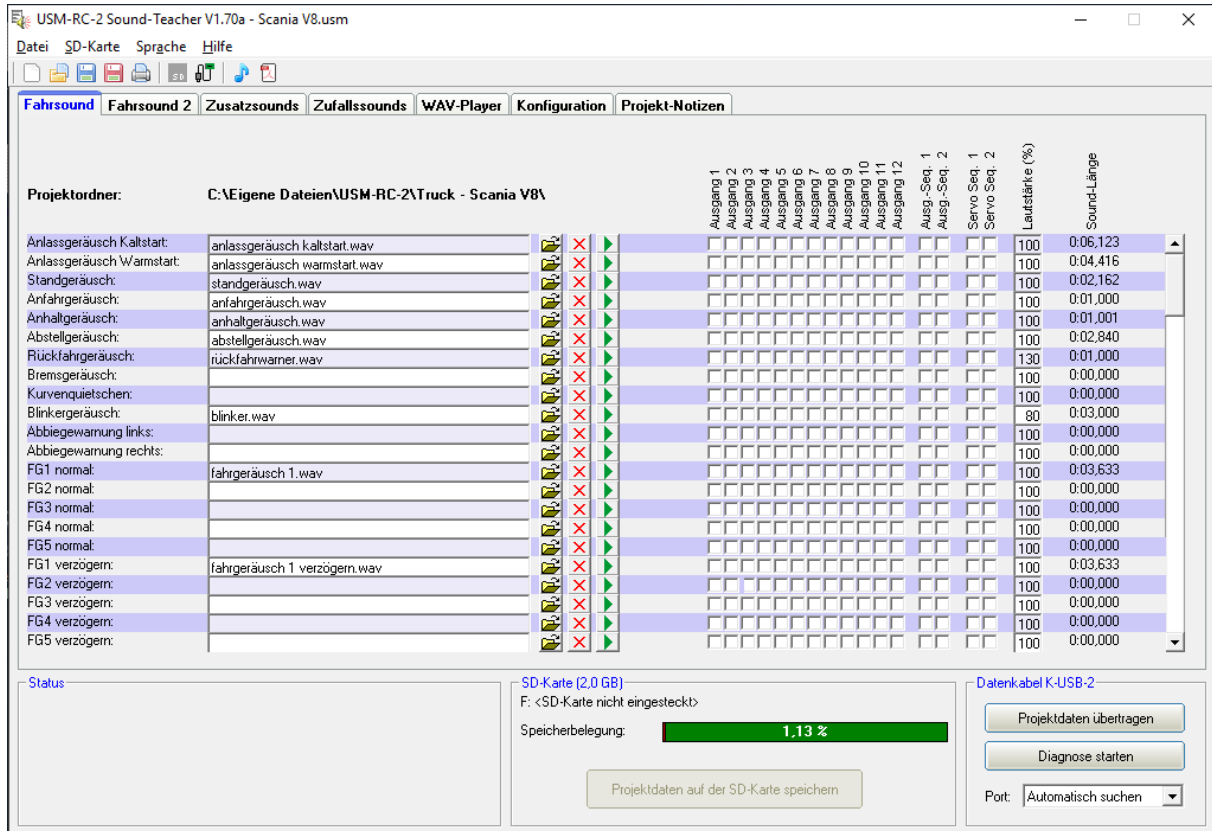 USM-RC-2 Sound-Teacher V1.70a - Scania V8.usm
Datei SD-Karte Sprache Hilfe
SD
Fahrsound Fahrsound 2 Zusatzsounds Zufallssounds WAV-Player Konfiguration Projekt-Notizen
Projektordner: C:\Eigene Dateien\USM-RC-2\Truck - Scania V8\
Ausgang 1
Ausgang 2
Ausgang 3
Ausgang 4
Ausgang 5
Ausgang 6
Ausgang 7
Ausgang 8
Ausgang 9
Ausgang 10
Ausgang 11
Ausgang 12
Ausg.-Seq. 1
Ausg.-Seq. 2
Servo Seq. 1
Servo Seq. 2
Lautstärke (%)
Sound-Länge
Anlassgeräusch Kaltstart: anlassgeräusch kaltstart.wav 100 0:06,123
Anlassgeräusch Warmstart: anlassgeräusch warmstart.wav 100 0:04,416
Standgeräusch: standgeräusch.wav 100 0:02,162
Anfahrgeräusch: anfahrgeräusch.wav 100 0:01,000
Anhaltgeräusch: anhaltgeräusch.wav 100 0:01,001
Abstellgeräusch: abstellgeräusch.wav 100 0:02,840
Rückfahrgeräusch: rückfahrwarner.wav 130 0:01,000
Bremsgeräusch: 100 0:00,000
Kurvenquietschen: 100 0:00,000
Blinkergeräusch: blinker.wav 80 0:03,000
Abbiegewarnung links: 100 0:00,000
Abbiegewarnung rechts: 100 0:00,000
FG1 normal: fahrgeräusch 1.wav 100 0:03,633
FG2 normal: 100 0:00,000
FG3 normal: 100 0:00,000
FG4 normal: 100 0:00,000
FG5 normal: 100 0:00,000
FG1 verzögern: fahrgeräusch 1 verzögern.wav 100 0:03,633
FG2 verzögern: 100 0:00,000
FG3 verzögern: 100 0:00,000
FG4 verzögern: 100 0:00,000
FG5 verzögern: 100 0:00,000
Status
SD-Karte (2,0 GB)
F: <SD-Karte nicht eingesteckt>
Speicherbelegung: 1,13 %
Projektdaten auf der SD-Karte speichern
Datenkabel K-USB-2
Projektdaten übertragen
Diagnose starten
Port: Automatisch suchen